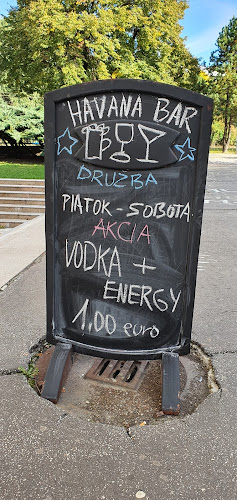 HAVANA BAR
DRUŽBA
PIATOK - SOBOTA
AKCIA
VODKA +
ENERGY
1,00 euro